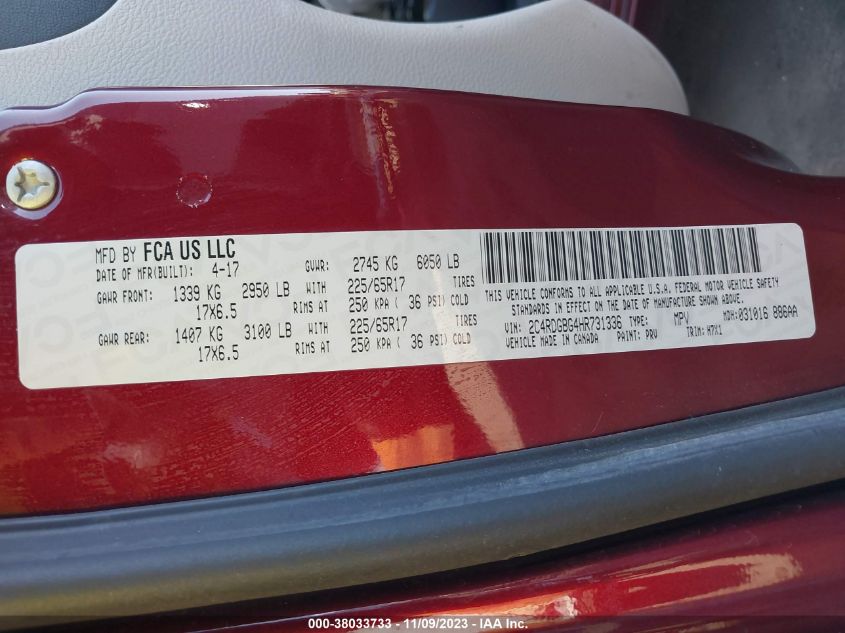 MFD BY FCA US LLC
DATE OF MFR(BUILT): 4-17 GVWR: 2745 KG 6050 LB
GAWR FRONT: 1339 KG 2950 LB WITH 225/65R17 TIRES
17X6.5 RIMS AT 250 KPA ( 36 PSI) COLD
GAWR REAR: 1407 KG 3100 LB WITH 225/65R17 TIRES
17X6.5 RIMS AT 250 KPA ( 36 PSI) COLD
THIS VEHICLE CONFORMS TO ALL APPLICABLE U.S.A. FEDERAL MOTOR VEHICLE SAFETY
STANDARDS IN EFFECT ON THE DATE OF MANUFACTURE SHOWN ABOVE.
VIN: 2C4RDGBG4HR731336 TYPE: MPV MDH: 031016 886AA
VEHICLE MADE IN CANADA PAINT: PRV TRIM: H7X1
000-38033733 - 11/09/2023 - IAA Inc.